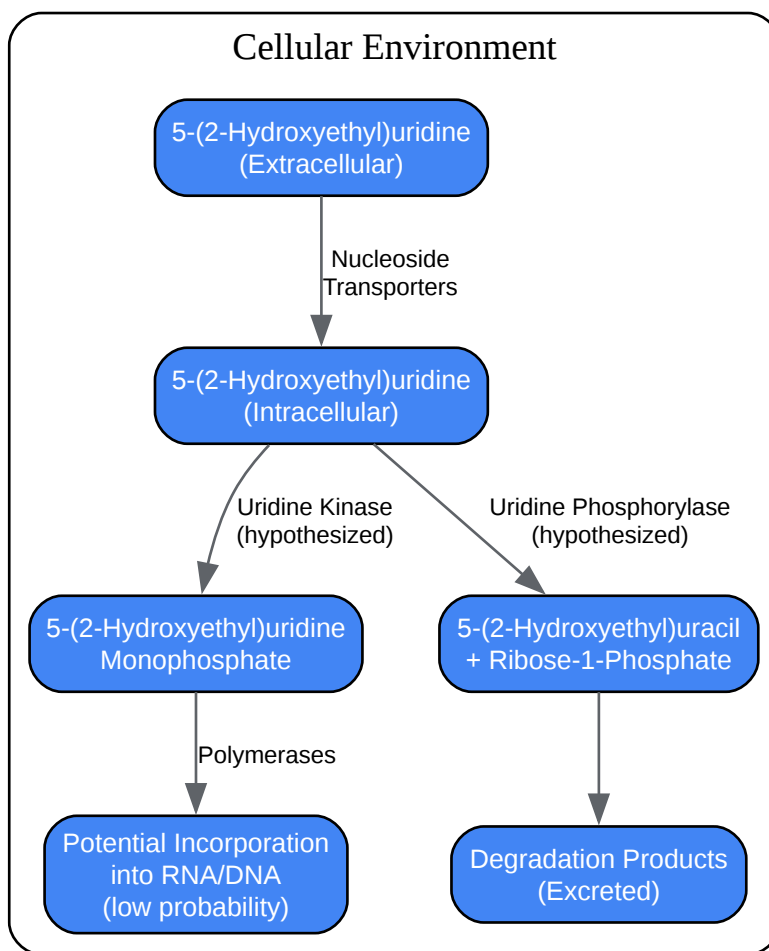 Cellular Environment
5-(2-Hydroxyethyl)uridine
(Extracellular)
Nucleoside
Transporters
5-(2-Hydroxyethyl)uridine
(Intracellular)
Uridine Kinase
(hypothesized)
Uridine Phosphorylase
(hypothesized)
5-(2-Hydroxyethyl)uridine
Monophosphate
5-(2-Hydroxyethyl)uracil
+ Ribose-1-Phosphate
Polymerases
Potential Incorporation
into RNA/DNA
(low probability)
Degradation Products
(Excreted)